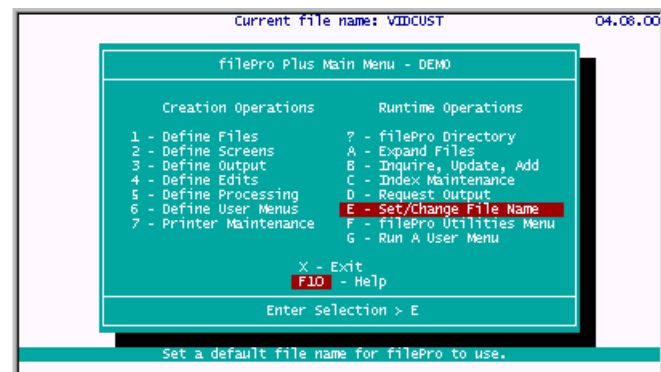 Current file name: VIDCUST 04.08.00
filePro Plus Main Menu - DEMO
Creation Operations Runtime Operations
1 - Define Files ? - filePro Directory
2 - Define Screens A - Expand Files
3 - Define Output B - Inquire, Update, Add
4 - Define Edits C - Index Maintenance
5 - Define Processing D - Request Output
6 - Define User Menus E - Set/Change File Name
7 - Printer Maintenance F - filePro Utilities Menu
G - Run A User Menu
X - Exit
F10 - Help
Enter Selection > E
Set a default file name for filePro to use.